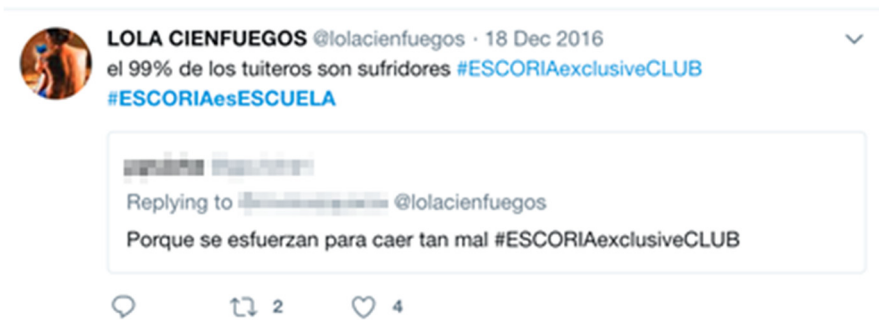 LOLA CIENFUEGOS @lolacienfuegos · 18 Dec 2016
el 99% de los tuiteros son sufridores #ESCORIAexclusiveCLUB
#ESCORIAesESCUELA
Replying to @lolacienfuegos
Porque se esfuerzan para caer tan mal #ESCORIAexclusiveCLUB
2 4